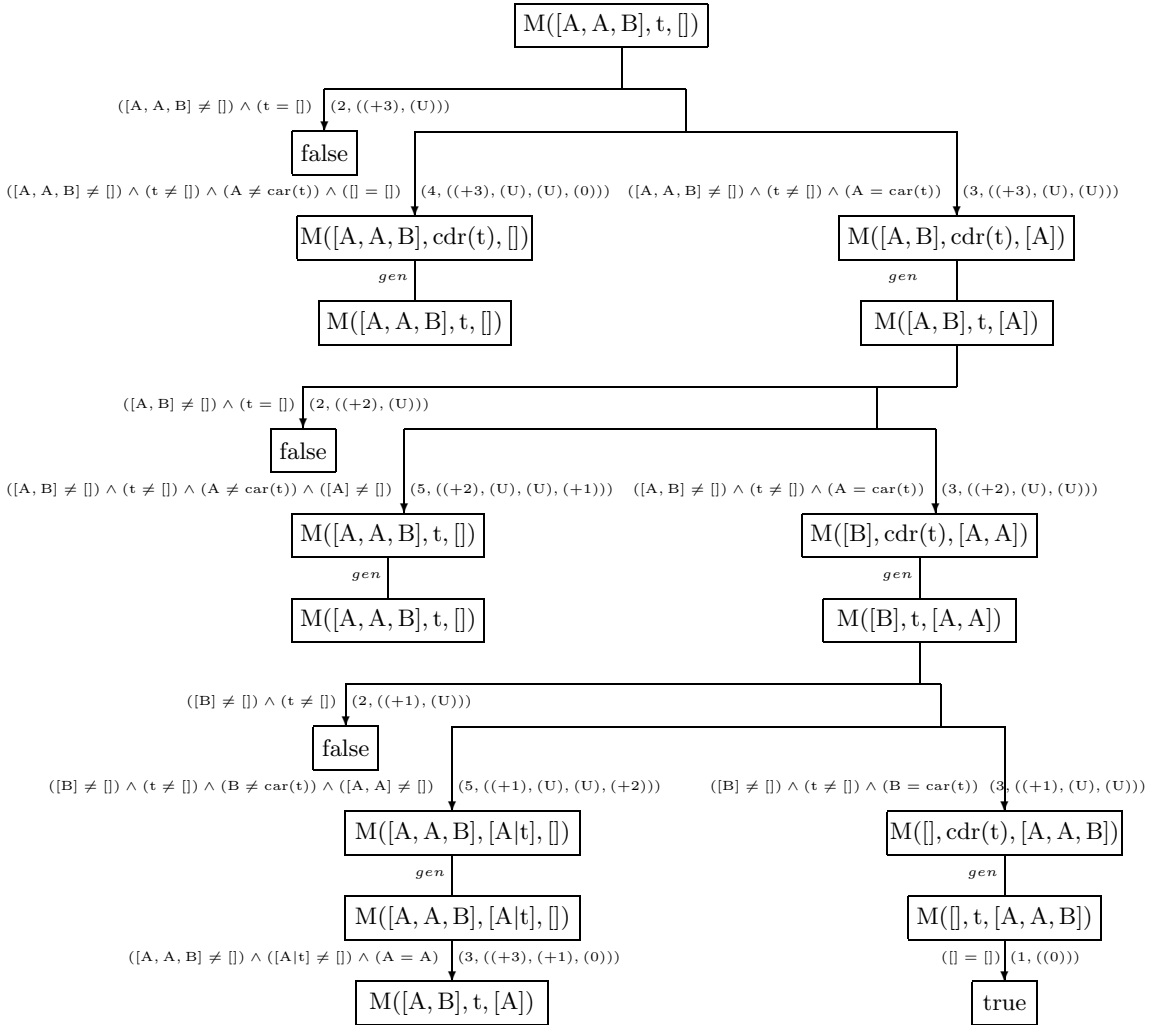 M([A, A, B], t, [])
([A, A, B] ≠ []) ∧ (t = []) (2, ((+3), (U)))
false
([A, A, B] ≠ []) ∧ (t ≠ []) ∧ (A ≠ car(t)) ∧ ([] = []) (4, ((+3), (U), (U), (0))) ([A, A, B] ≠ []) ∧ (t ≠ []) ∧ (A = car(t)) (3, ((+3), (U), (U)))
M([A, A, B], cdr(t), []) M([A, B], cdr(t), [A])
gen gen
M([A, A, B], t, []) M([A, B], t, [A])
([A, B] ≠ []) ∧ (t = []) (2, ((+2), (U)))
false
([A, B] ≠ []) ∧ (t ≠ []) ∧ (A ≠ car(t)) ∧ ([A] ≠ []) (5, ((+2), (U), (U), (+1))) ([A, B] ≠ []) ∧ (t ≠ []) ∧ (A = car(t)) (3, ((+2), (U), (U)))
M([A, A, B], t, []) M([B], cdr(t), [A, A])
gen gen
M([A, A, B], t, []) M([B], t, [A, A])
([B] ≠ []) ∧ (t ≠ []) (2, ((+1), (U)))
false
([B] ≠ []) ∧ (t ≠ []) ∧ (B ≠ car(t)) ∧ ([A, A] ≠ []) (5, ((+1), (U), (U), (+2))) ([B] ≠ []) ∧ (t ≠ []) ∧ (B = car(t)) (3, ((+1), (U), (U)))
M([A, A, B], [A|t], []) M([], cdr(t), [A, A, B])
gen gen
M([A, A, B], [A|t], []) M([], t, [A, A, B])
([A, A, B] ≠ []) ∧ ([A|t] ≠ []) ∧ (A = A) (3, ((+3), (+1), (0))) ([] = []) (1, ((0)))
M([A, B], t, [A]) true